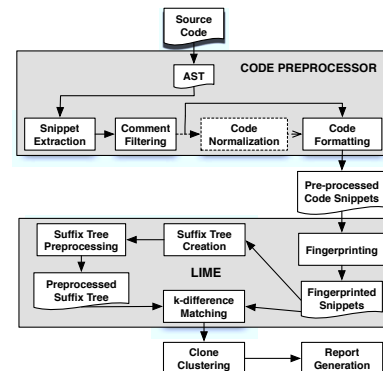 Source
Code
AST
CODE PREPROCESSOR
Snippet
Extraction
Comment
Filtering
Code
Normalization
Code
Formatting
Pre-processed
Code Snippets
Suffix Tree
Preprocessing
Suffix Tree
Creation
Fingerprinting
LIME
Preprocessed
Suffix Tree
k-difference
Matching
Fingerprinted
Snippets
Clone
Clustering
Report
Generation